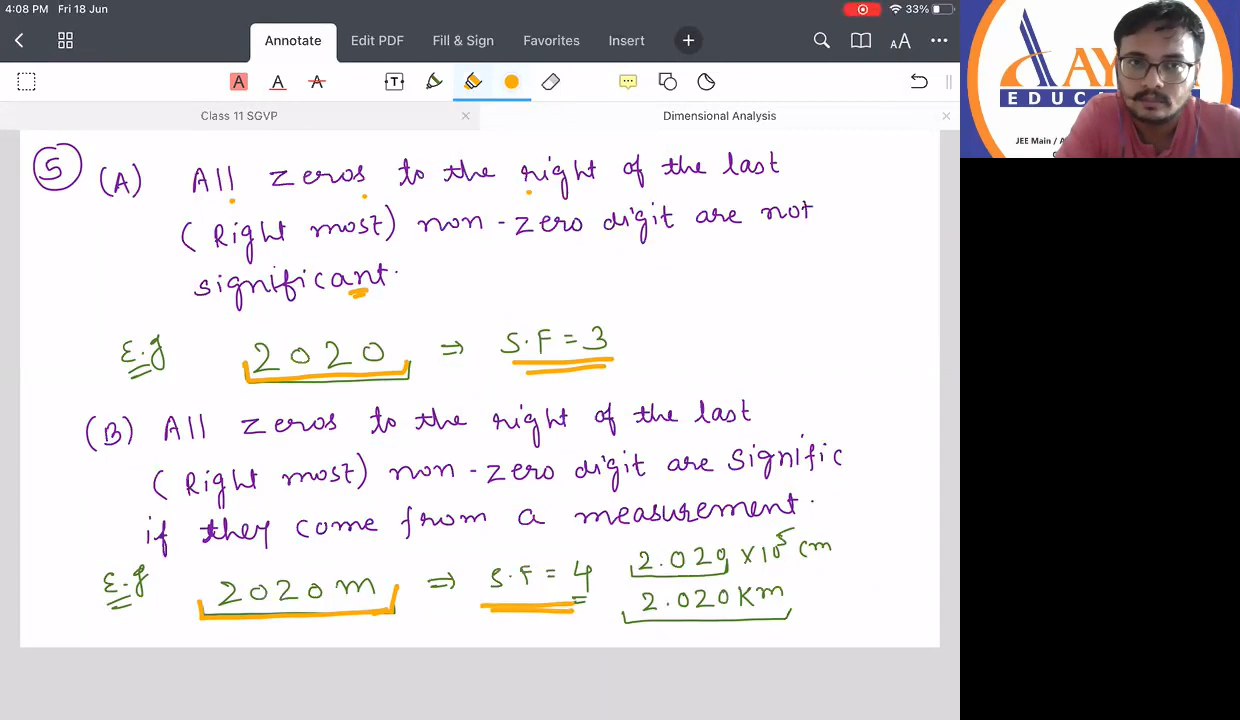 4:08 PM Fri 18 Jun
33%
Annotate Edit PDF Fill & Sign Favorites Insert
Class 11 SGVP
Dimensional Analysis
AY
EDUCA
JEE Main / A
5 (A) All zeros to the right of the last
(Right most) non-zero digit are not
significant.
E.g 2020 ⇒ S.F = 3
(B) All zeros to the right of the last
(Right most) non-zero digit are signific
if they come from a measurement.
E.g 2020 m ⇒ S.F = 4 2.020 × 10⁵ cm
2.020 Km